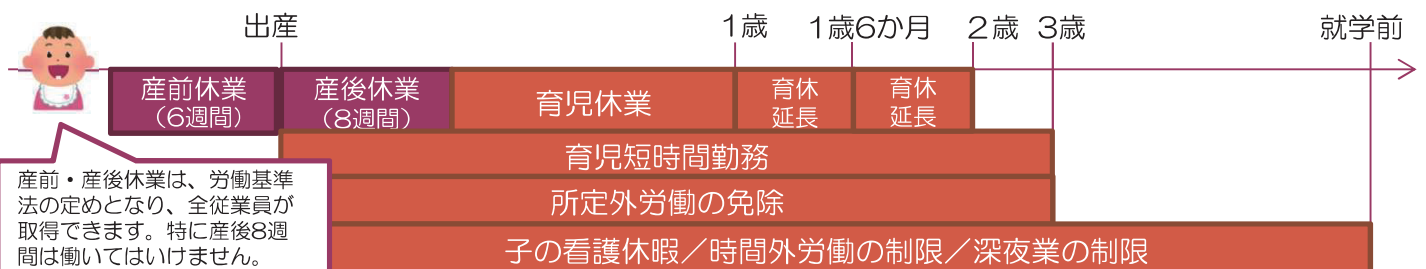 出産
1歳
1歳6か月
2歳
3歳
就学前
産前休業
（6週間）
産後休業
（8週間）
育児休業
育休
延長
育休
延長
育児短時間勤務
所定外労働の免除
子の看護休暇／時間外労働の制限／深夜業の制限
産前・産後休業は、労働基準
法の定めとなり、全従業員が
取得できます。特に産後8週
間は働いてはいけません。